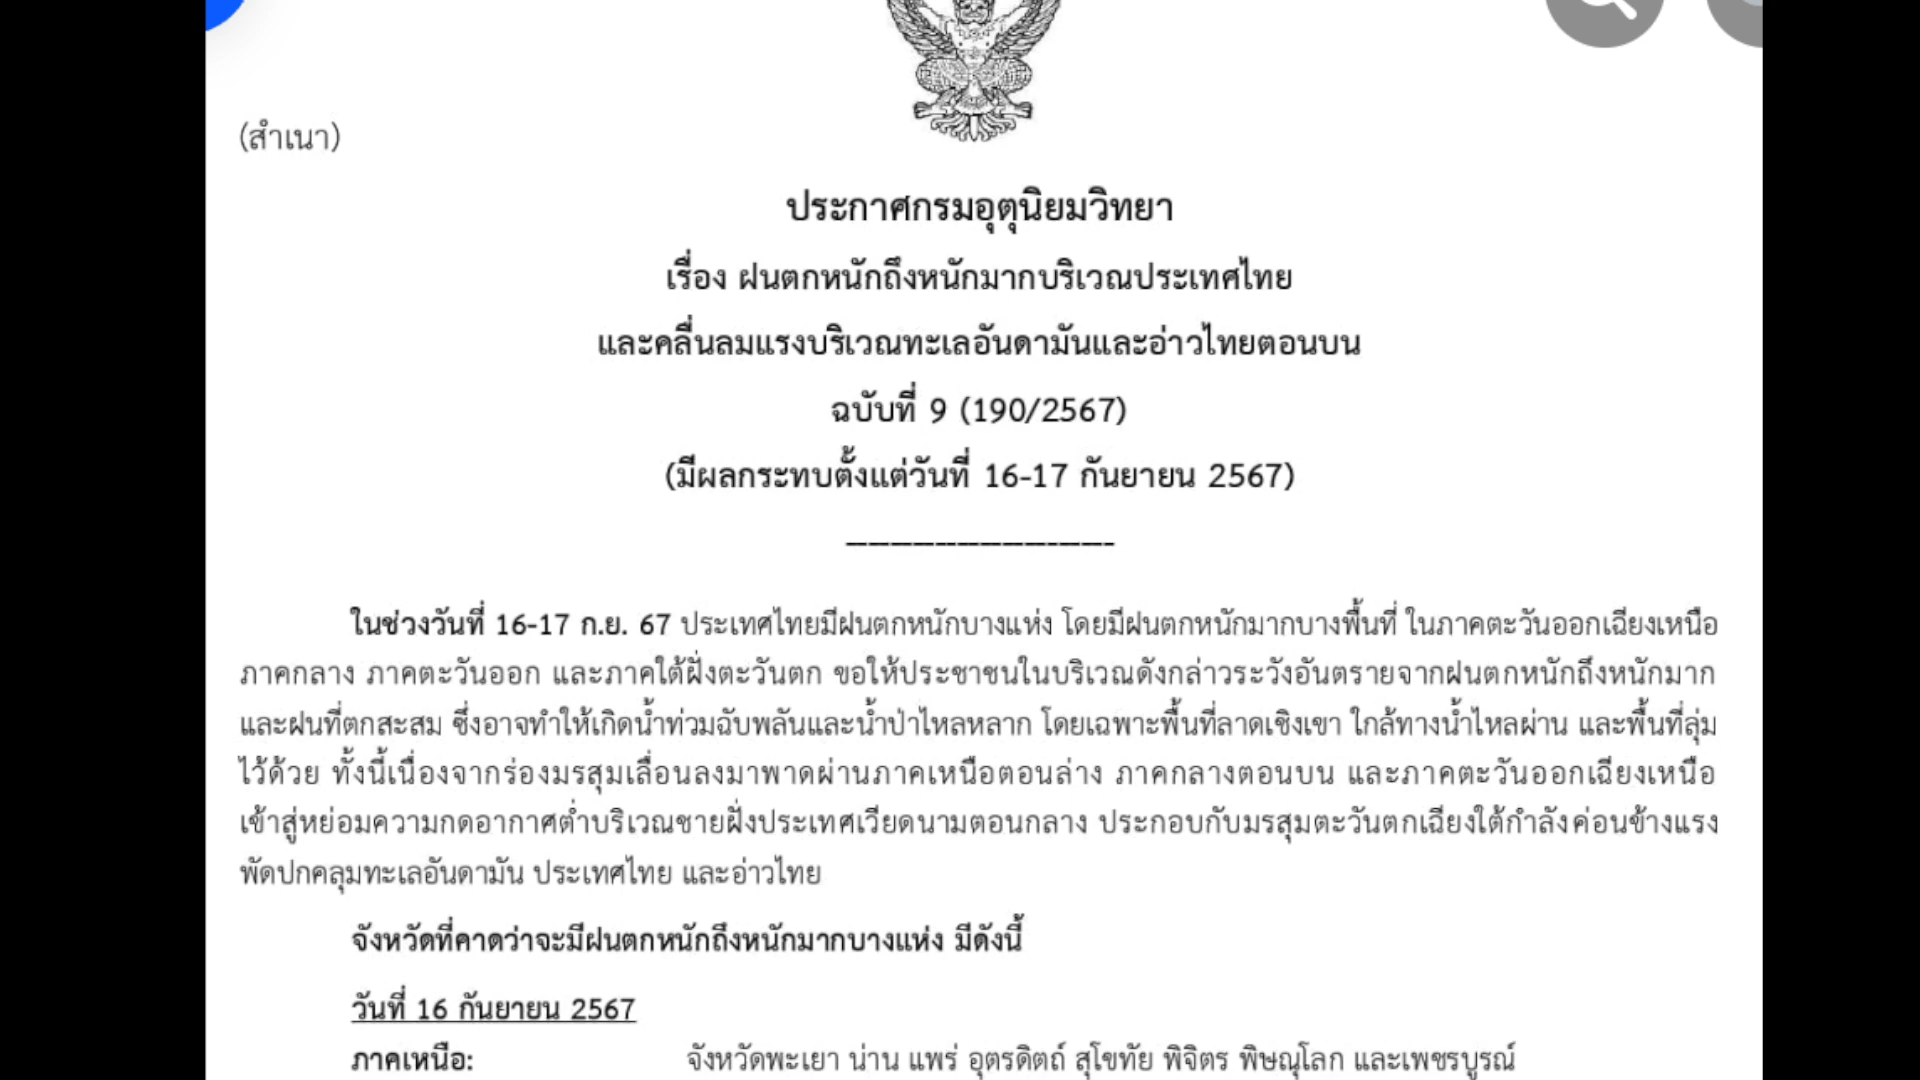 (สำเนา)
ประกาศกรมอุตุนิยมวิทยา
เรื่อง ฝนตกหนักถึงหนักมากบริเวณประเทศไทย
และคลื่นลมแรงบริเวณทะเลอันดามันและอ่าวไทยตอนบน
ฉบับที่ 9 (190/2567)
(มีผลกระทบตั้งแต่วันที่ 16-17 กันยายน 2567)
------------------------
ในช่วงวันที่ 16-17 ก.ย. 67 ประเทศไทยมีฝนตกหนักบางแห่ง โดยมีฝนตกหนักมากบางพื้นที่ ในภาคตะวันออกเฉียงเหนือ
ภาคกลาง ภาคตะวันออก และภาคใต้ฝั่งตะวันตก ขอให้ประชาชนในบริเวณดังกล่าวระวังอันตรายจากฝนตกหนักถึงหนักมาก
และฝนที่ตกสะสม ซึ่งอาจทำให้เกิดน้ำท่วมฉับพลันและน้ำป่าไหลหลาก โดยเฉพาะพื้นที่ลาดเชิงเขา ใกล้ทางน้ำไหลผ่าน และพื้นที่ลุ่ม
ไว้ด้วย ทั้งนี้เนื่องจากร่องมรสุมเลื่อนลงมาพาดผ่านภาคเหนือตอนล่าง ภาคกลางตอนบน และภาคตะวันออกเฉียงเหนือ
เข้าสู่หย่อมความกดอากาศต่ำบริเวณชายฝั่งประเทศเวียดนามตอนกลาง ประกอบกับมรสุมตะวันตกเฉียงใต้กำลังค่อนข้างแรง
พัดปกคลุมทะเลอันดามัน ประเทศไทย และอ่าวไทย
จังหวัดที่คาดว่าจะมีฝนตกหนักถึงหนักมากบางแห่ง มีดังนี้
วันที่ 16 กันยายน 2567
ภาคเหนือ: จังหวัดพะเยา น่าน แพร่ อุตรดิตถ์ สุโขทัย พิจิตร พิษณุโลก และเพชรบูรณ์